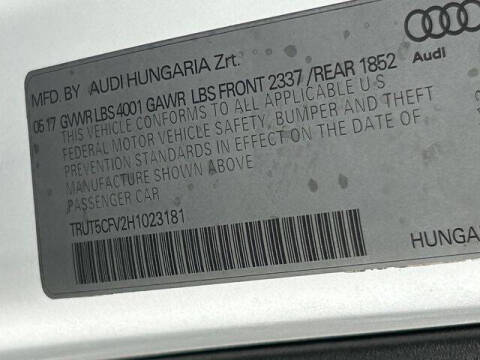 MFD. BY AUDI HUNGARIA Zrt.
Audi
05 17 GVWR LBS 4001 GAWR LBS FRONT 2337 / REAR 1852
THIS VEHICLE CONFORMS TO ALL APPLICABLE U S
FEDERAL MOTOR VEHICLE SAFETY, BUMPER AND THEFT
PREVENTION STANDARDS IN EFFECT ON THE DATE OF
MANUFACTURE SHOWN ABOVE
PASSENGER CAR
TRUT5CFV2H1023181
HUNGA